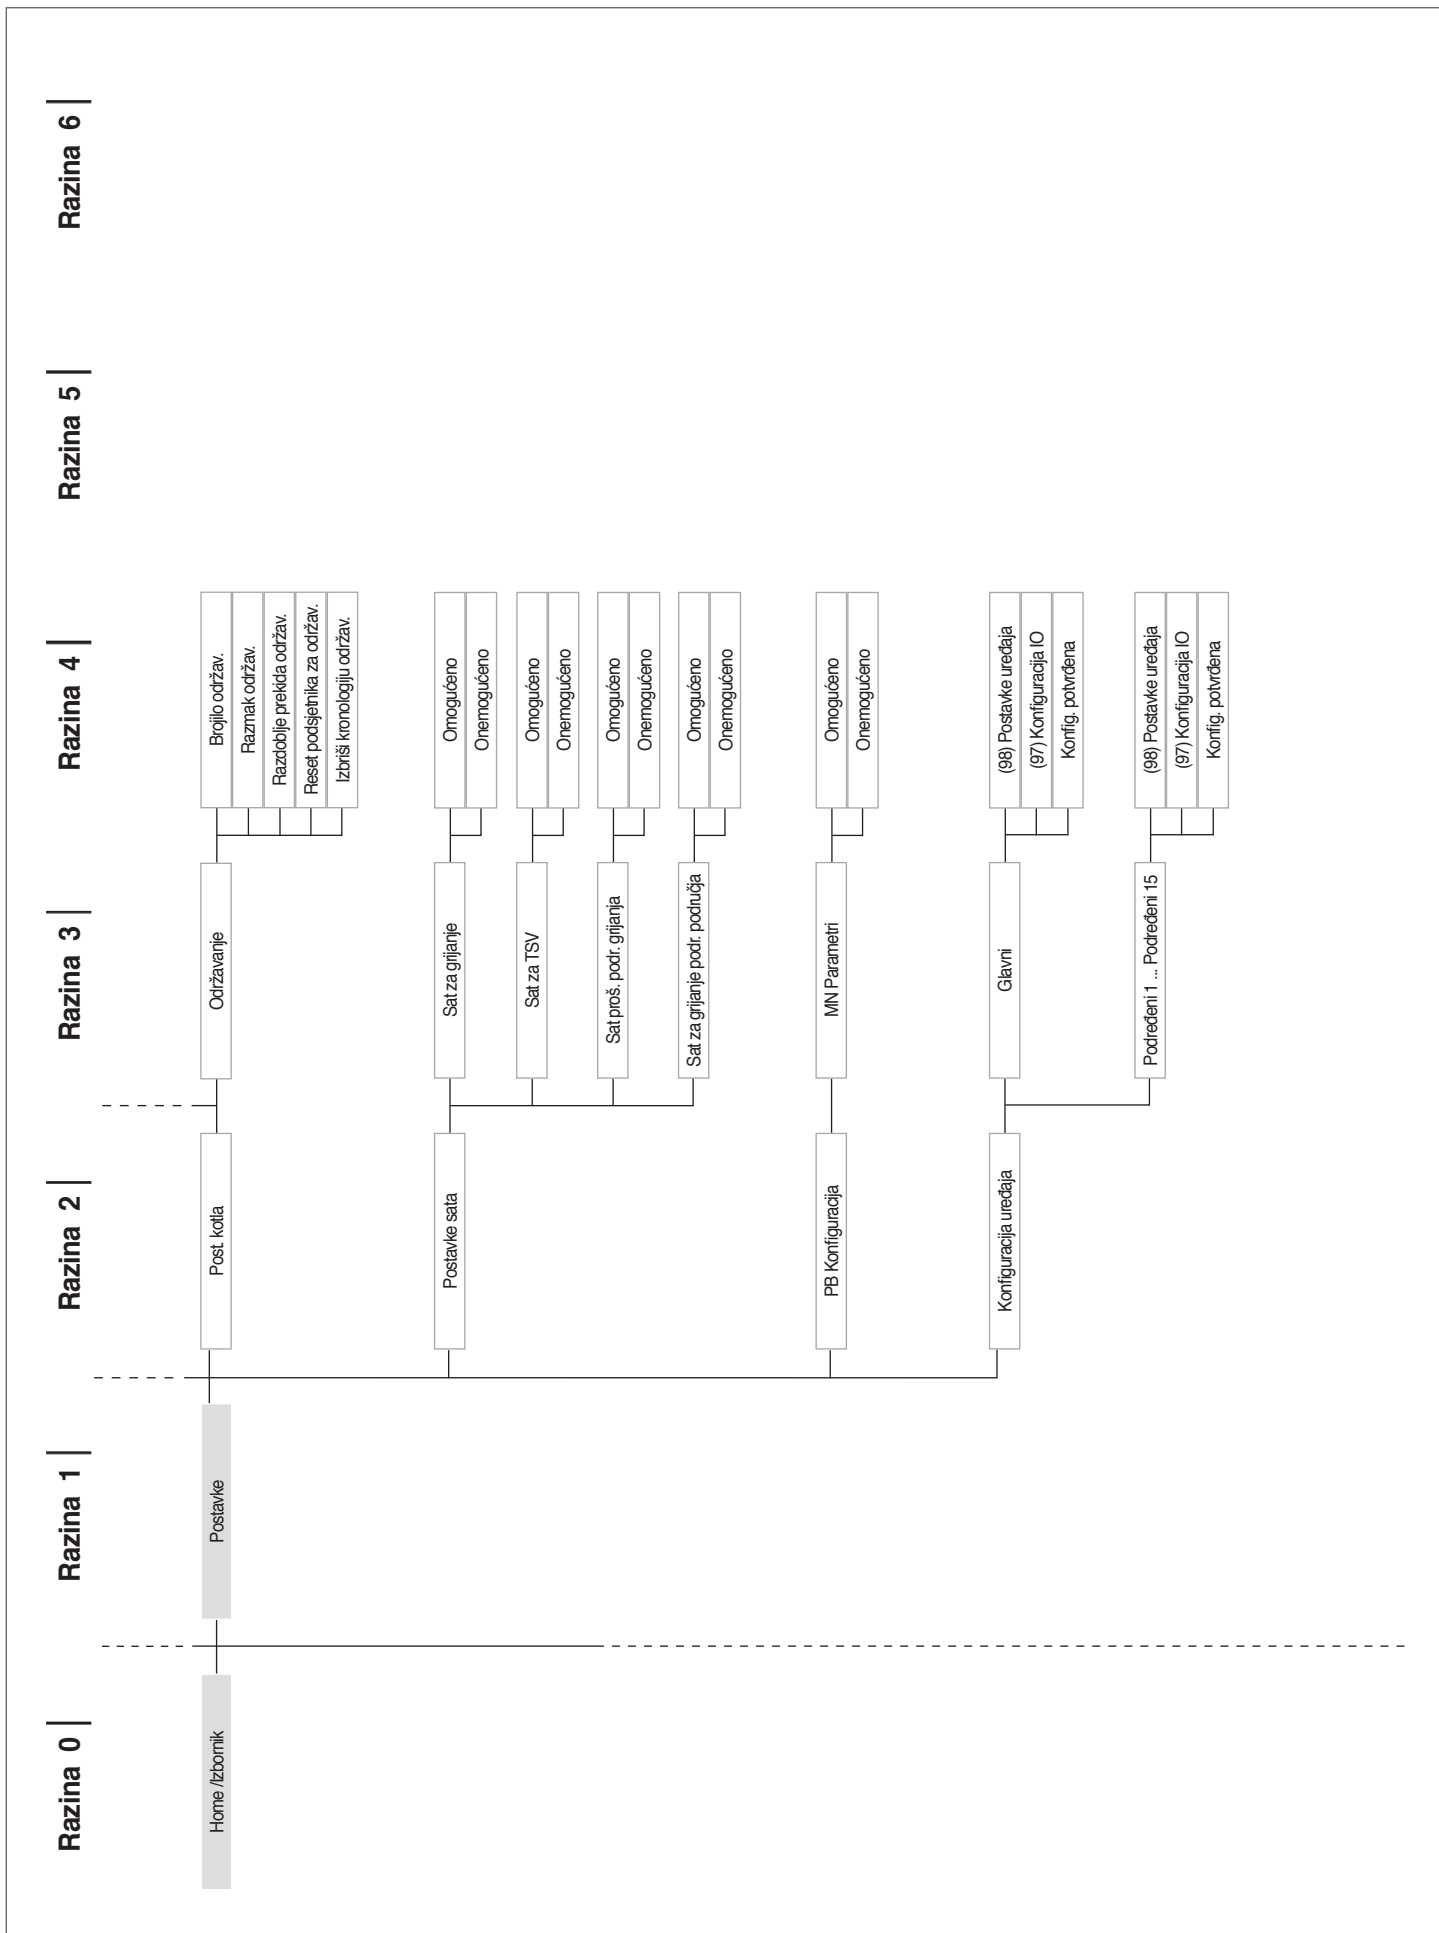 Razina 0
Razina 1
Razina 2
Razina 3
Razina 4
Razina 5
Razina 6
Home /Izbornik
Postavke
Post. kotla
Održavanje
Brojilo održav.
Razmak održav.
Razdoblje prekida održav.
Reset podsjetnika za održav.
Izbriši kronologiju održav.
Postavke sata
Sat za grijanje
Omogućeno
Onemogućeno
Sat za TSV
Omogućeno
Onemogućeno
Sat proš. podr. grijanja
Omogućeno
Onemogućeno
Sat za grijanje podr. područja
Omogućeno
Onemogućeno
PB Konfiguracija
MN Parametri
Omogućeno
Onemogućeno
Konfiguracija uređaja
Glavni
(98) Postavke uređaja
(97) Konfiguracija IO
Konfig. potvrđena
Podređeni 1 ... Podređeni 15
(98) Postavke uređaja
(97) Konfiguracija IO
Konfig. potvrđena